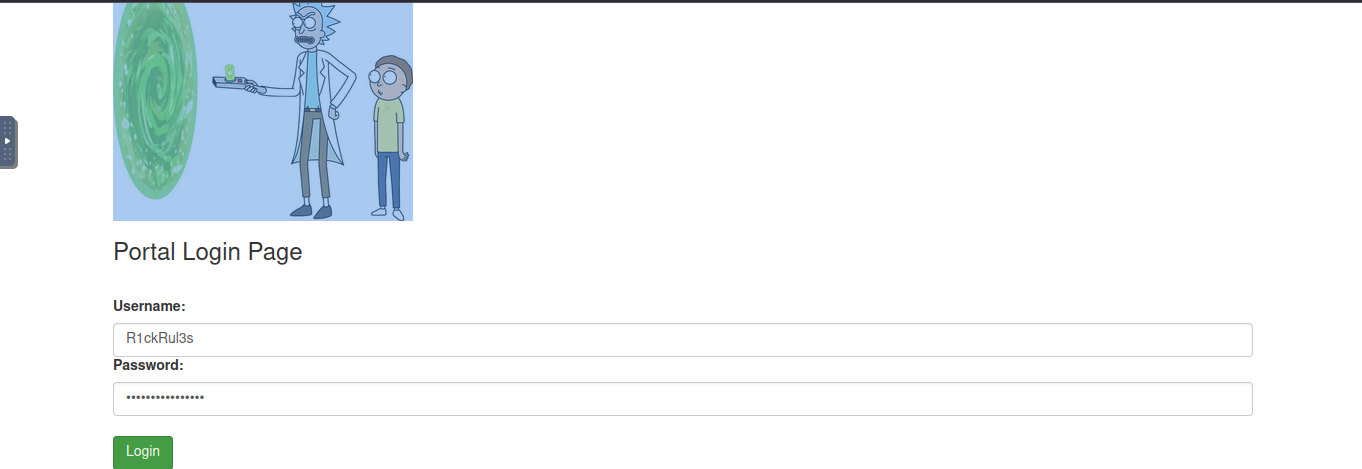 Portal Login Page
Username:
R1ckRul3s
Password:
••••••••••••••••
Login